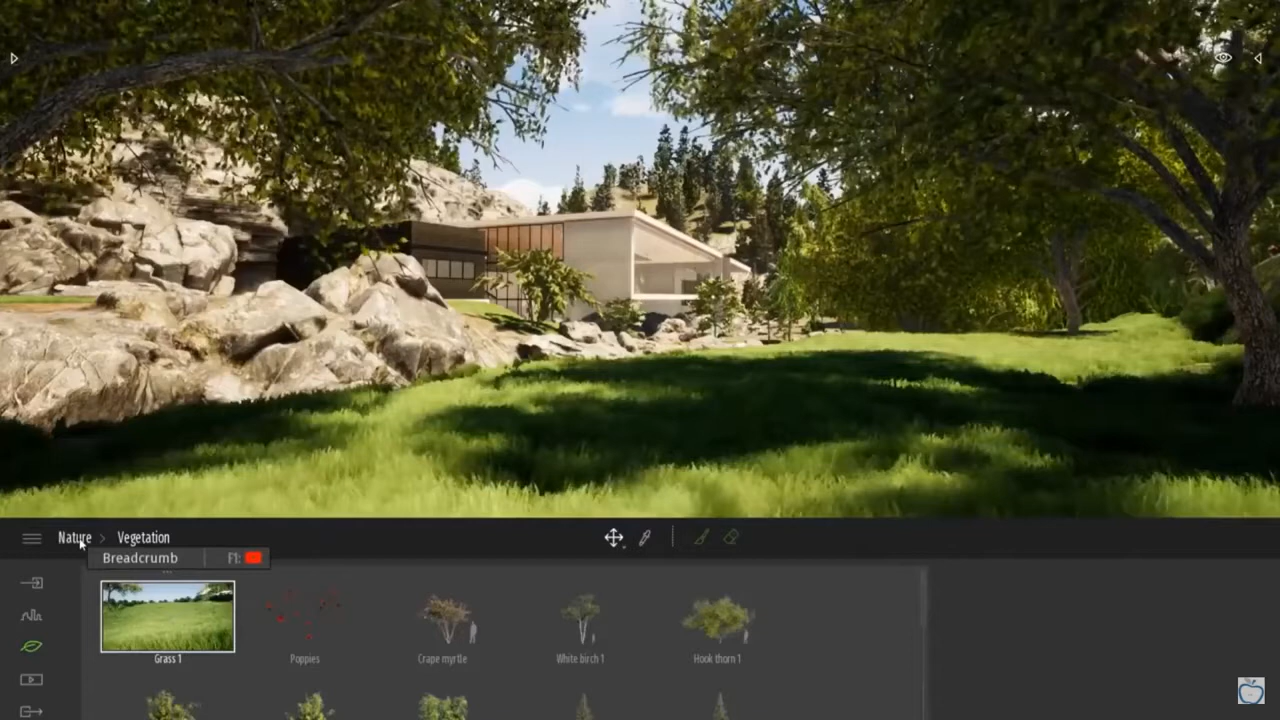 Nature > Vegetation
Breadcrumb F1:
Grass 1
Poppies
Crape myrtle
White birch 1
Hook thorn 1